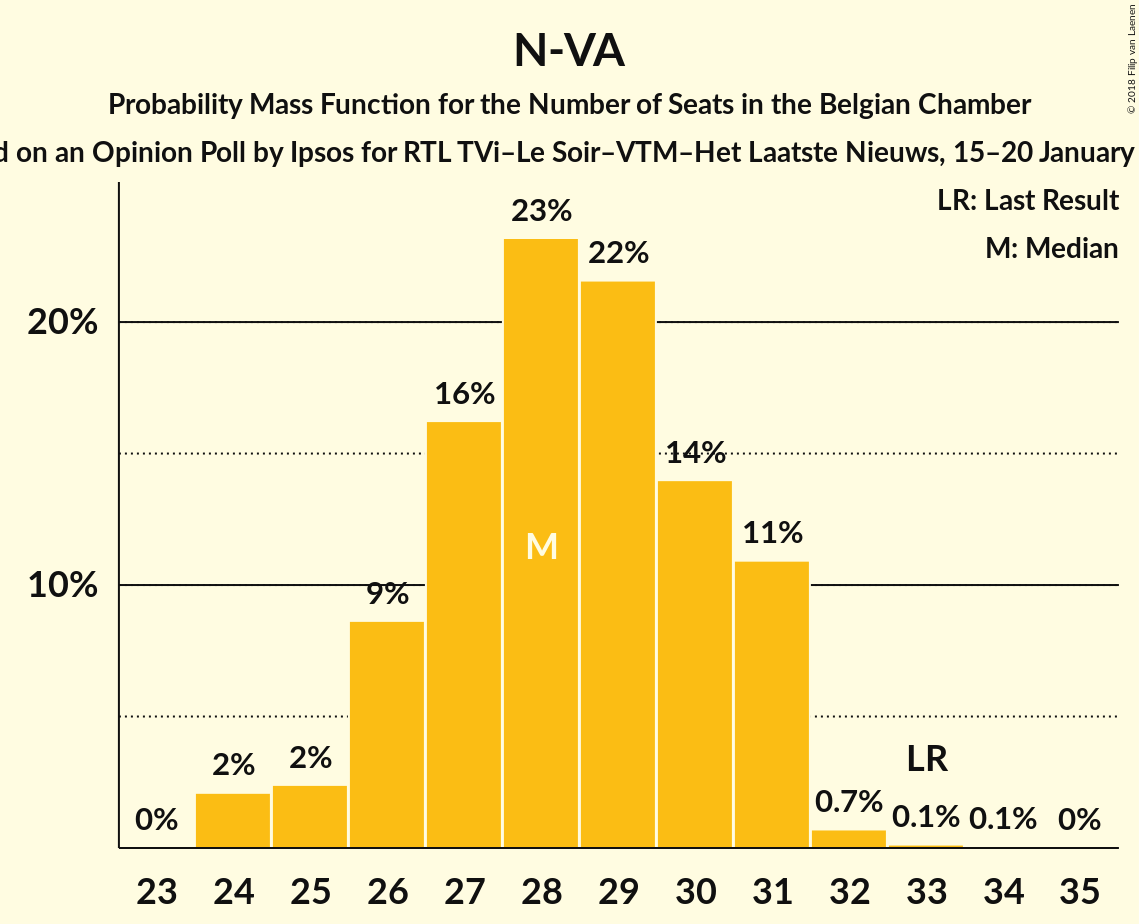 N-VA
Probability Mass Function for the Number of Seats in the Belgian Chamber
on an Opinion Poll by Ipsos for RTL TVi–Le Soir–VTM–Het Laatste Nieuws, 15–20 January
© 2018 Filip van Laenen
LR: Last Result
M: Median
23%
22%
20%
16%
14%
11%
M
10%
9%
LR
2%
2%
0.7%
0.1%
0.1%
0%
0%
23 24 25 26 27 28 29 30 31 32 33 34 35